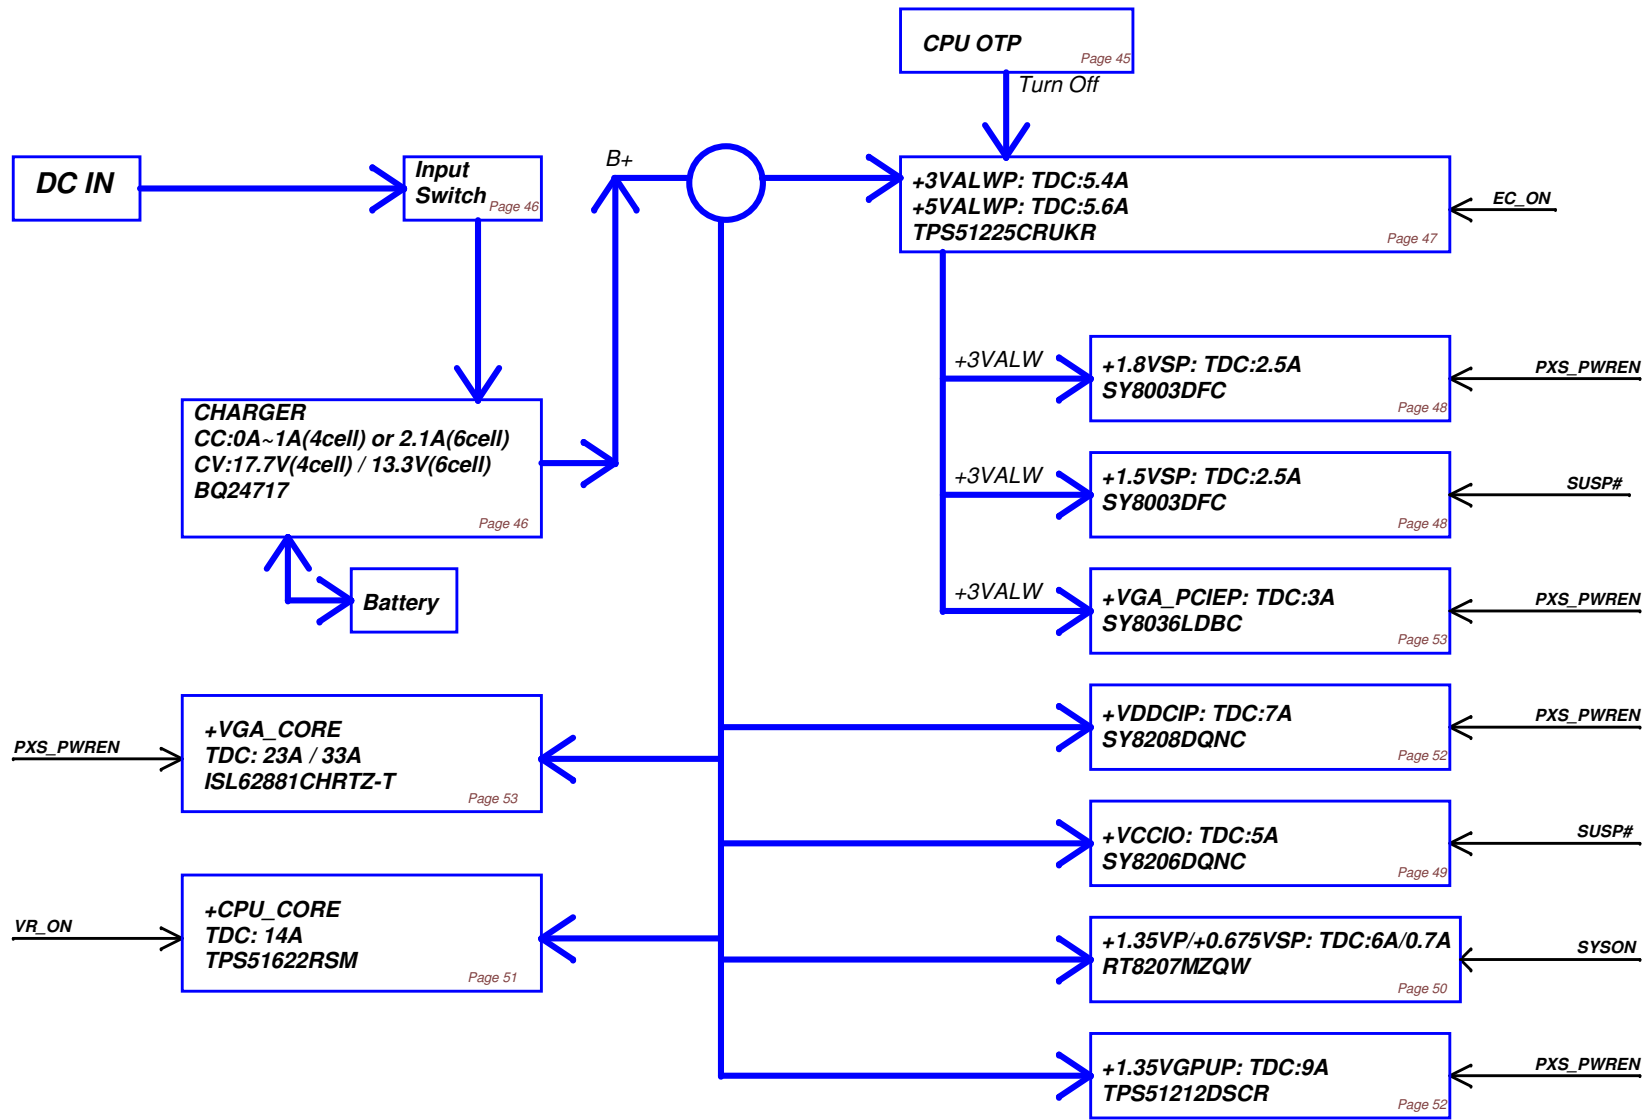 CPU OTP
Page 45
Turn Off
DC IN
Input
Switch
Page 46
B+
+3VALWP: TDC:5.4A
+5VALWP: TDC:5.6A
TPS51225CRUKR
Page 47
EC_ON
+3VALW
+1.8VSP: TDC:2.5A
SY8003DFC
Page 48
PXS_PWREN
CHARGER
CC:0A~1A(4cell) or 2.1A(6cell)
CV:17.7V(4cell) / 13.3V(6cell)
BQ24717
Page 46
+3VALW
+1.5VSP: TDC:2.5A
SY8003DFC
Page 48
SUSP#
Battery
+3VALW
+VGA_PCIEP: TDC:3A
SY8036LDBC
Page 53
PXS_PWREN
PXS_PWREN
+VGA_CORE
TDC: 23A / 33A
ISL62881CHRTZ-T
Page 53
+VDDCIP: TDC:7A
SY8208DQNC
Page 52
PXS_PWREN
+VCCIO: TDC:5A
SY8206DQNC
Page 49
SUSP#
VR_ON
+CPU_CORE
TDC: 14A
TPS51622RSM
Page 51
+1.35VP/+0.675VSP: TDC:6A/0.7A
RT8207MZQW
Page 50
SYSON
+1.35VGPUP: TDC:9A
TPS51212DSCR
Page 52
PXS_PWREN